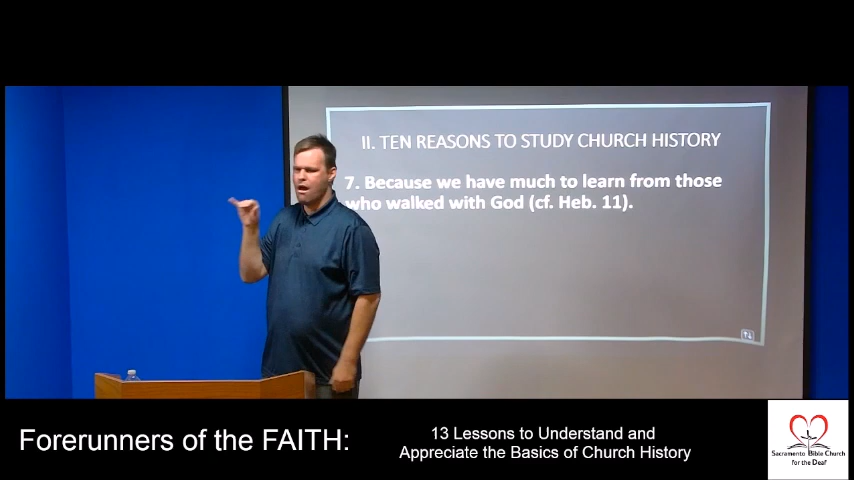 II. TEN REASONS TO STUDY CHURCH HISTORY
7. Because we have much to learn from those
who walked with God (cf. Heb. 11).
Forerunners of the FAITH:
13 Lessons to Understand and
Appreciate the Basics of Church History
Sacramento Bible Church
for the Deaf